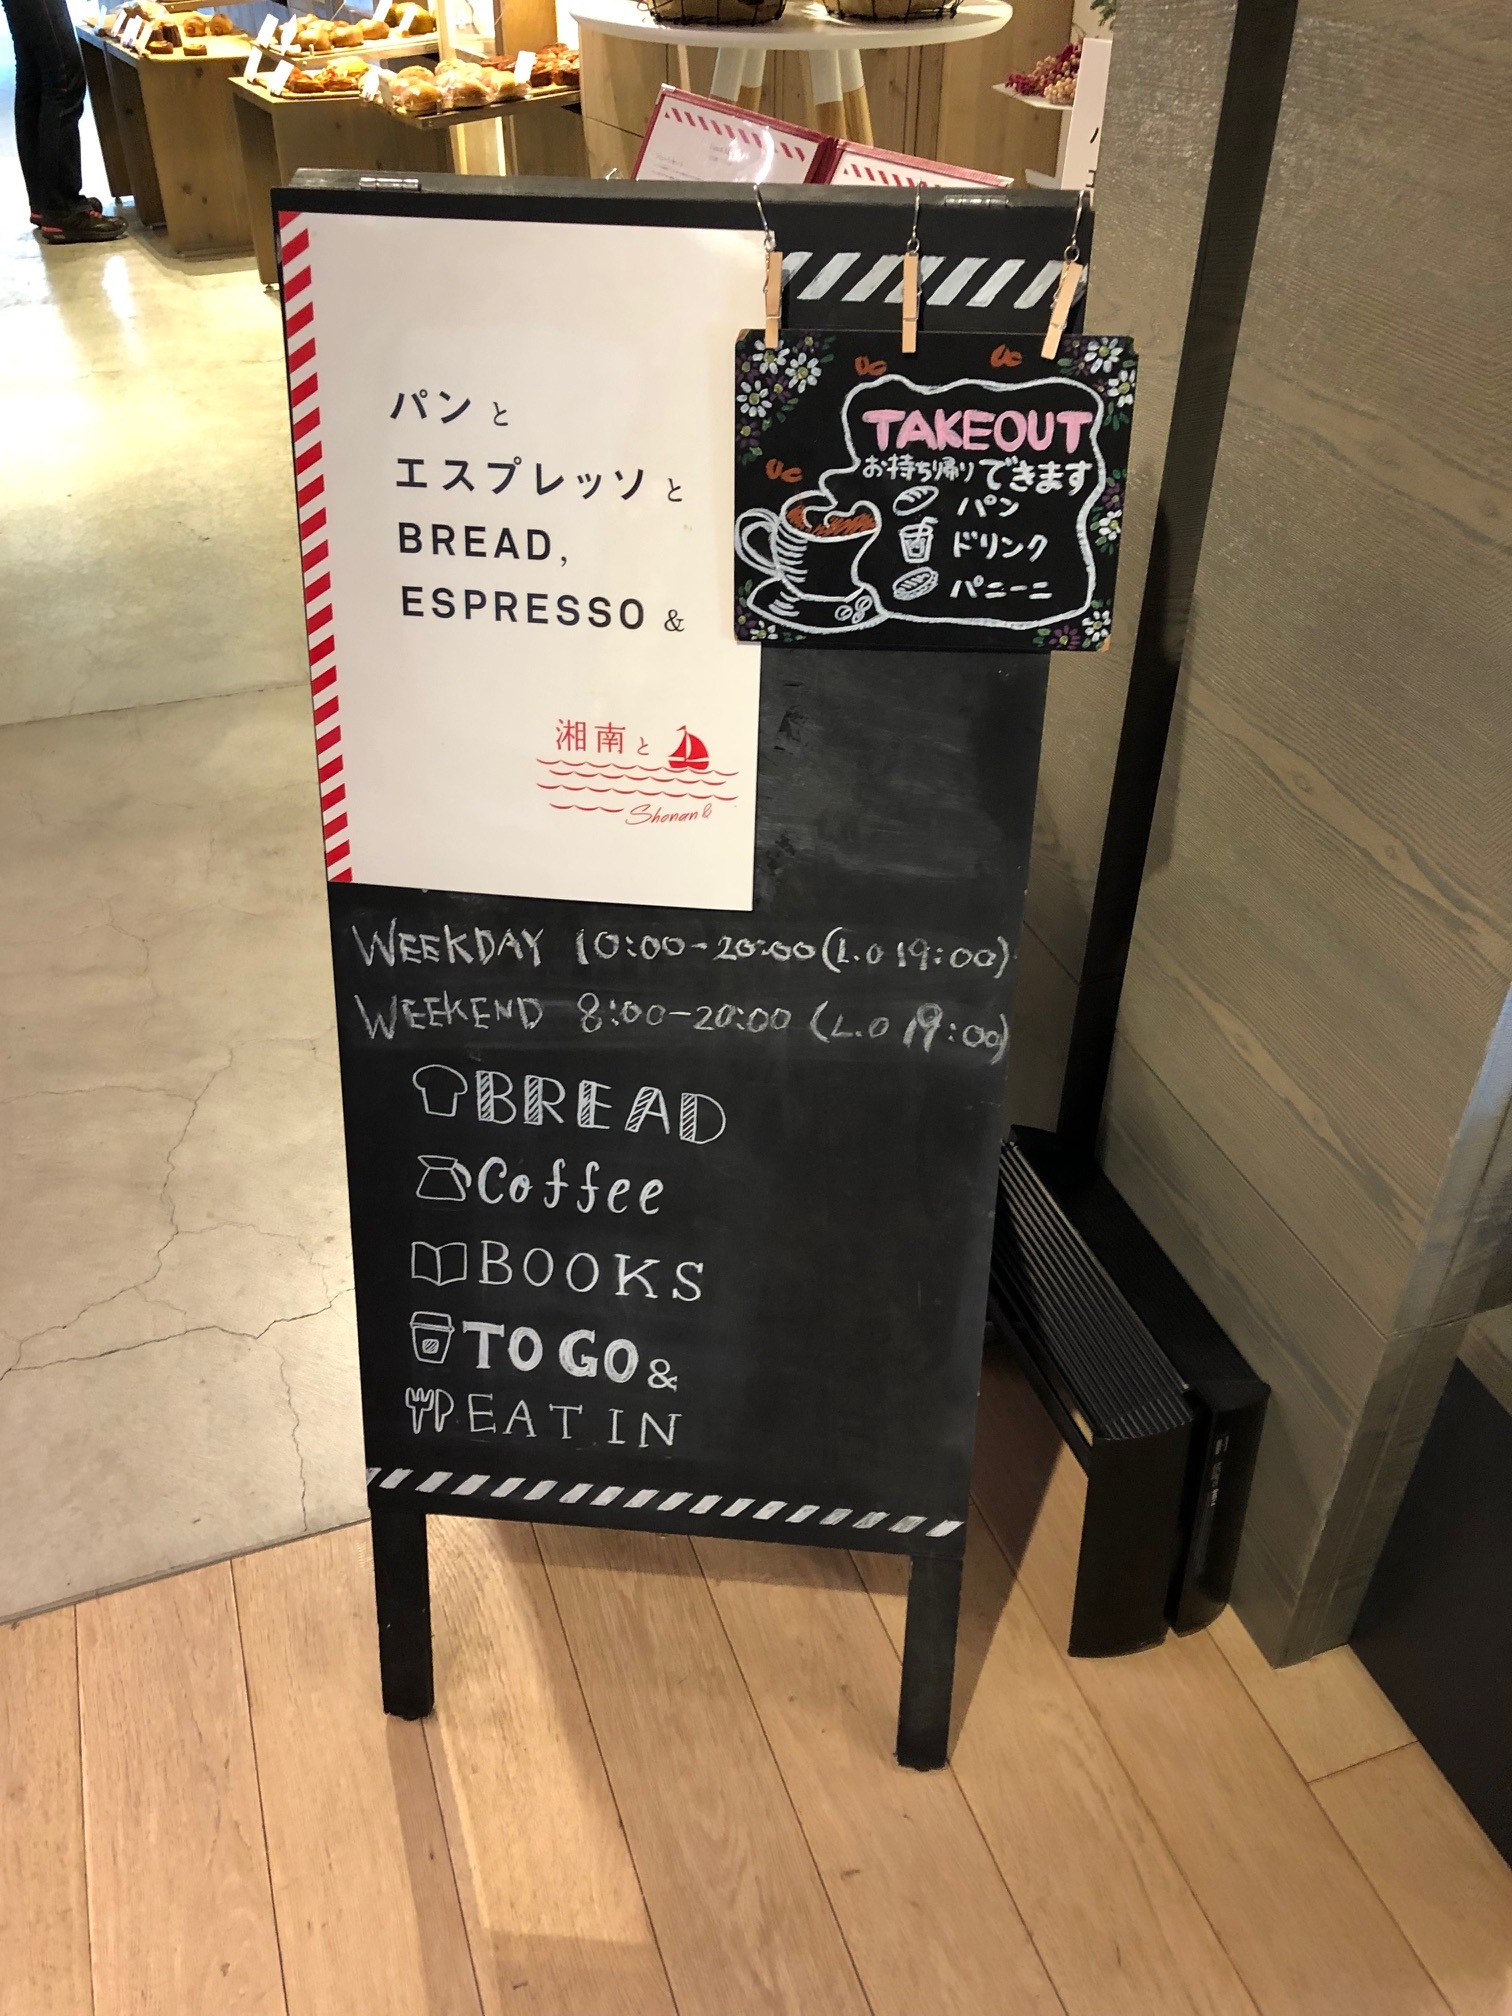 パンと
エスプレッソと
BREAD,
ESPRESSO &
湘南と
Shonan &
TAKEOUT
お持ち帰りできます
パン
ドリンク
パニーニ
WEEKDAY 10:00-20:00(L.O 19:00)
WEEKEND 8:00-20:00 (L.O 19:00)
BREAD
Coffee
BOOKS
TO GO &
EAT IN